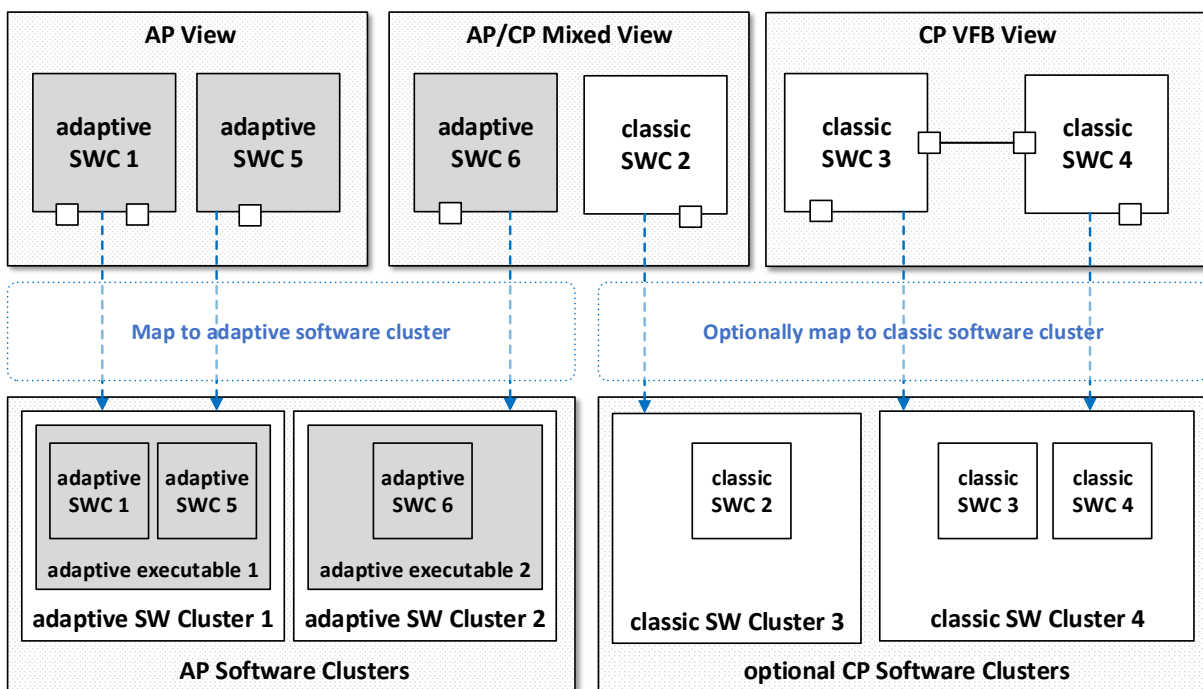 AP View
adaptive
SWC 1
adaptive
SWC 5
AP/CP Mixed View
adaptive
SWC 6
classic
SWC 2
CP VFB View
classic
SWC 3
classic
SWC 4
Map to adaptive software cluster
Optionally map to classic software cluster
adaptive
SWC 1
adaptive
SWC 5
adaptive executable 1
adaptive SW Cluster 1
adaptive
SWC 6
adaptive executable 2
adaptive SW Cluster 2
AP Software Clusters
classic
SWC 2
classic SW Cluster 3
classic
SWC 3
classic
SWC 4
classic SW Cluster 4
optional CP Software Clusters